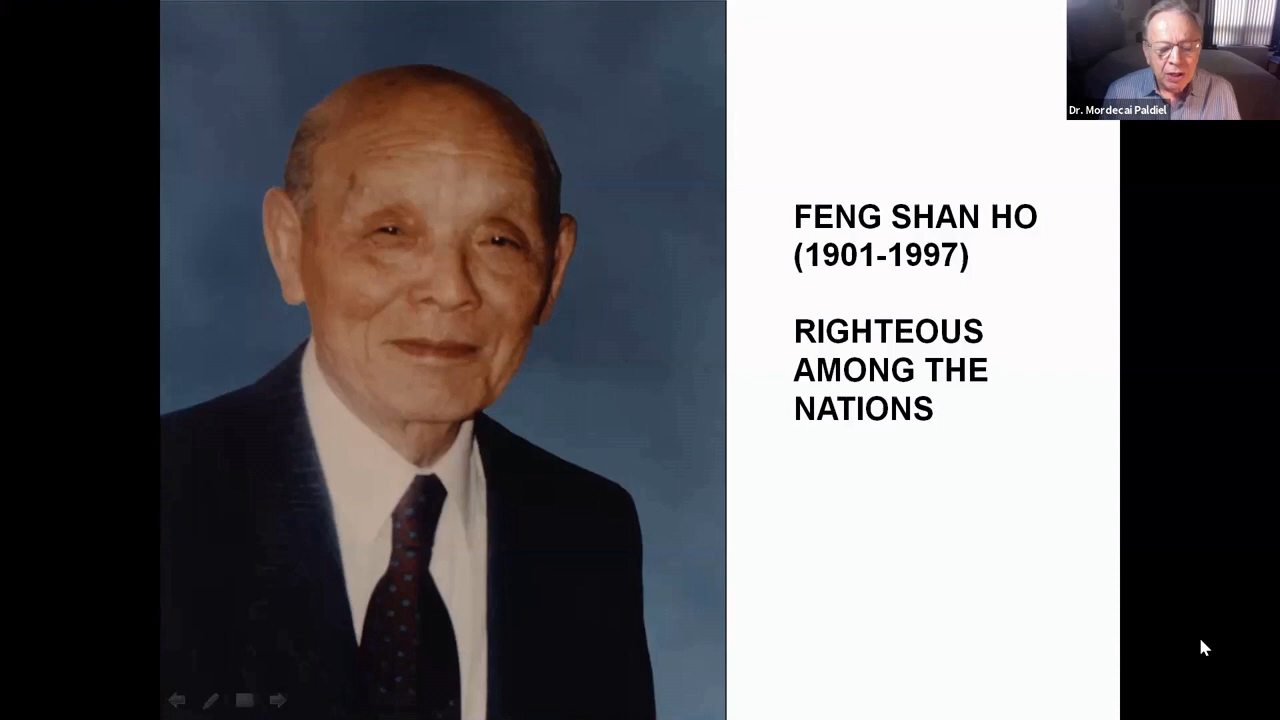 Dr. Mordecai Paldiel
FENG SHAN HO
(1901-1997)
RIGHTEOUS
AMONG THE
NATIONS